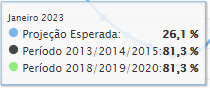 Janeiro 2023
Projeção Esperada: 26,1 %
Período 2013/2014/2015: 81,3 %
Período 2018/2019/2020: 81,3 %